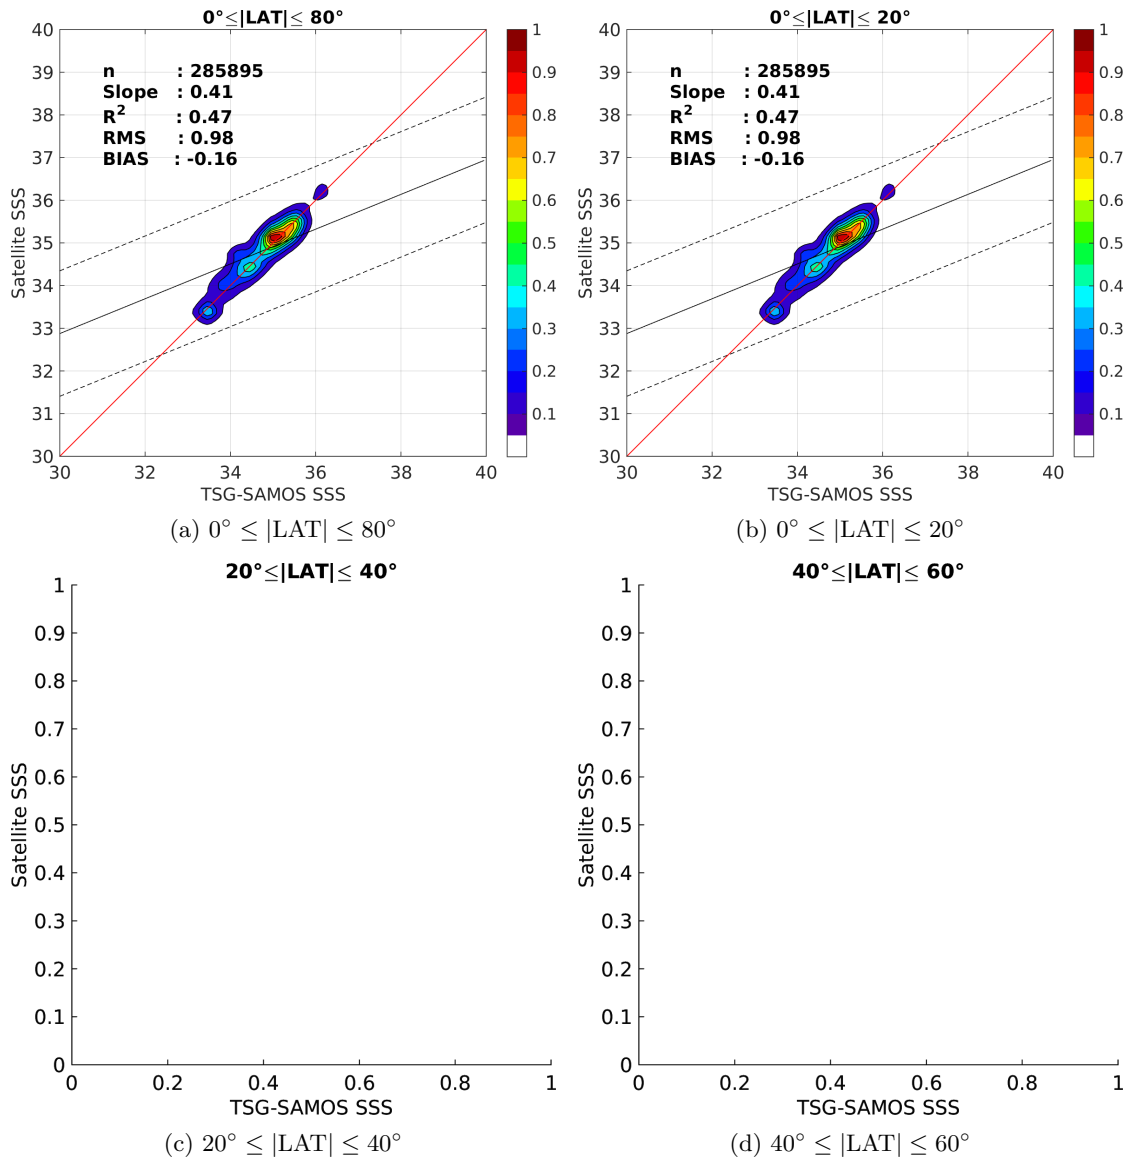 0°≤|LAT|≤ 80°
40
39
38
37
36
35
34
33
32
31
30
30 32 34 36 38 40
Satellite SSS
TSG-SAMOS SSS
n : 285895
Slope : 0.41
R2 : 0.47
RMS : 0.98
BIAS : -0.16
1
0.9
0.8
0.7
0.6
0.5
0.4
0.3
0.2
0.1
(a) 0° ≤ |LAT| ≤ 80°
0°≤|LAT|≤ 20°
40
39
38
37
36
35
34
33
32
31
30
30 32 34 36 38 40
Satellite SSS
TSG-SAMOS SSS
n : 285895
Slope : 0.41
R2 : 0.47
RMS : 0.98
BIAS : -0.16
1
0.9
0.8
0.7
0.6
0.5
0.4
0.3
0.2
0.1
(b) 0° ≤ |LAT| ≤ 20°
20°≤|LAT|≤ 40°
1
0.9
0.8
0.7
0.6
0.5
0.4
0.3
0.2
0.1
0
0 0.2 0.4 0.6 0.8 1
Satellite SSS
TSG-SAMOS SSS
(c) 20° ≤ |LAT| ≤ 40°
40°≤|LAT|≤ 60°
1
0.9
0.8
0.7
0.6
0.5
0.4
0.3
0.2
0.1
0
0 0.2 0.4 0.6 0.8 1
Satellite SSS
TSG-SAMOS SSS
(d) 40° ≤ |LAT| ≤ 60°